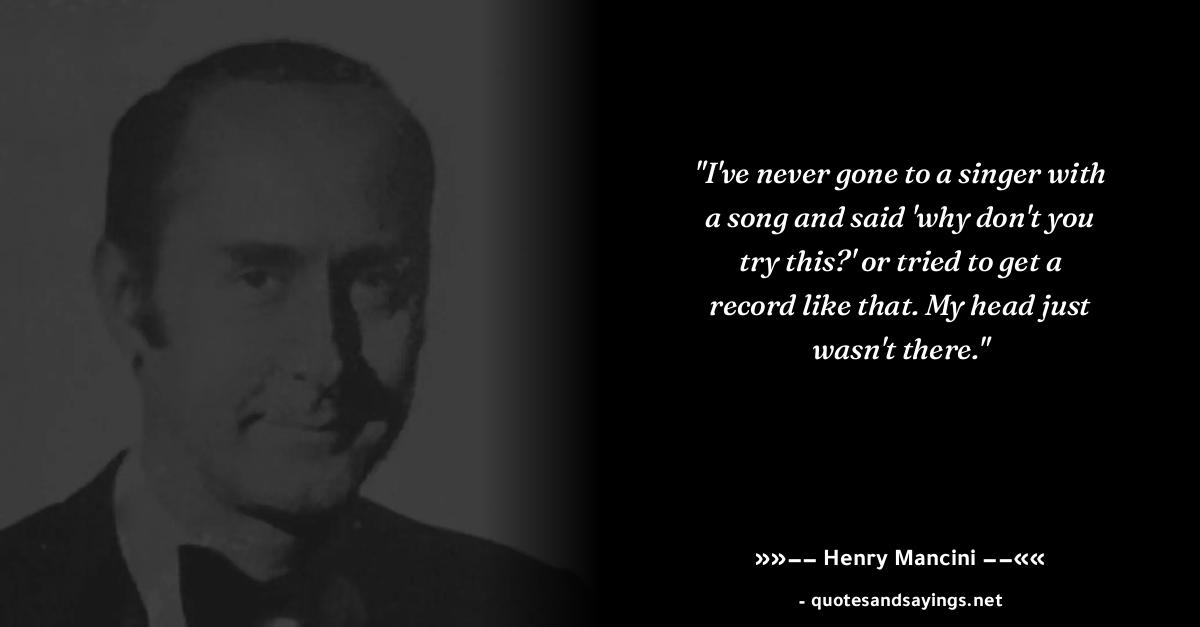 "I've never gone to a singer with
a song and said 'why don't you
try this?' or tried to get a
record like that. My head just
wasn't there."
»»−− Henry Mancini −−««
- quotesandsayings.net